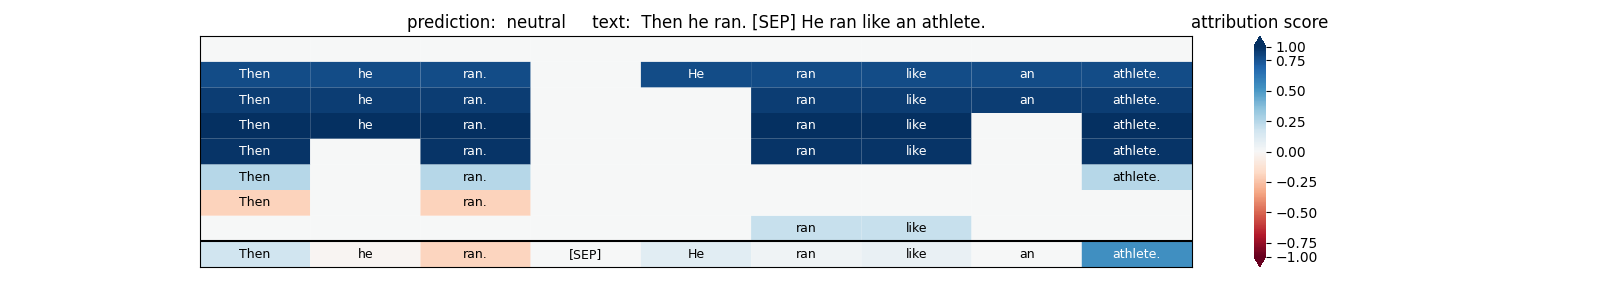 prediction:  neutral     text:  Then he ran. [SEP] He ran like an athlete.
attribution score
Then he ran. He ran like an athlete.
Then he ran. ran like an athlete.
Then he ran. ran like athlete.
Then ran. ran like athlete.
Then ran. athlete.
Then ran.
ran like
Then he ran. [SEP] He ran like an athlete.
1.00
0.75
0.50
0.25
0.00
−0.25
−0.50
−0.75
−1.00